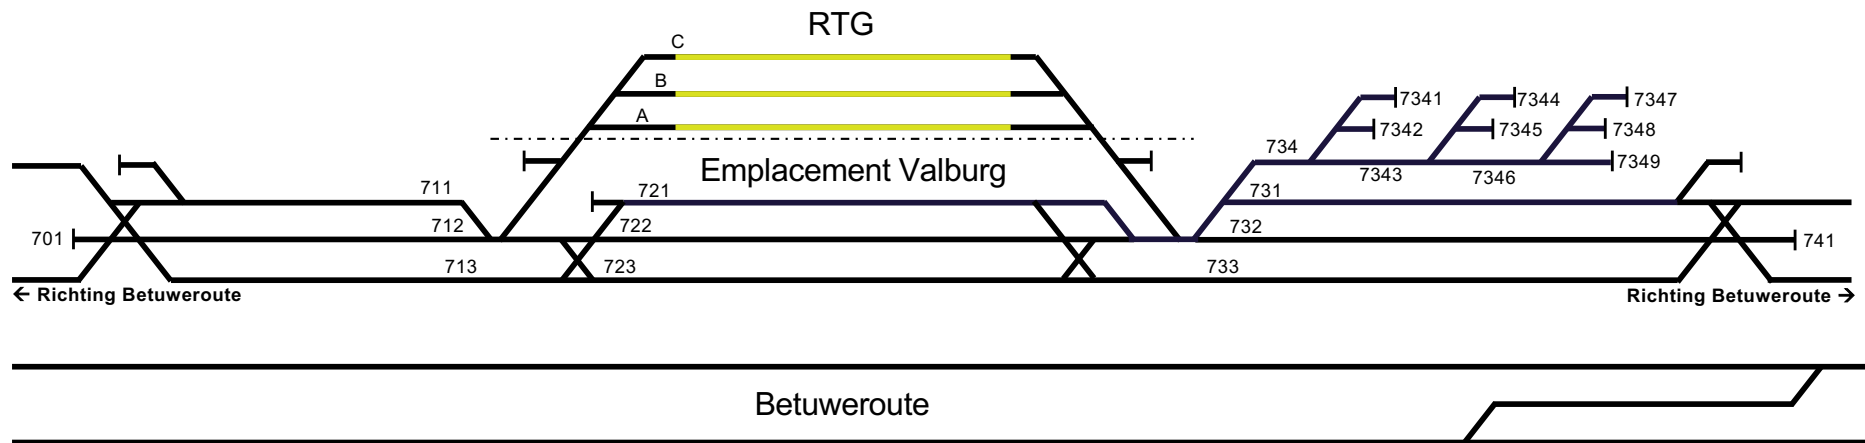 RTG
C
B
A
7341
7344
7347
7342
7345
7348
734
7349
7343
7346
Emplacement Valburg
711
721
731
712
722
732
701
741
713
723
733
← Richting Betuweroute
Richting Betuweroute →
Betuweroute